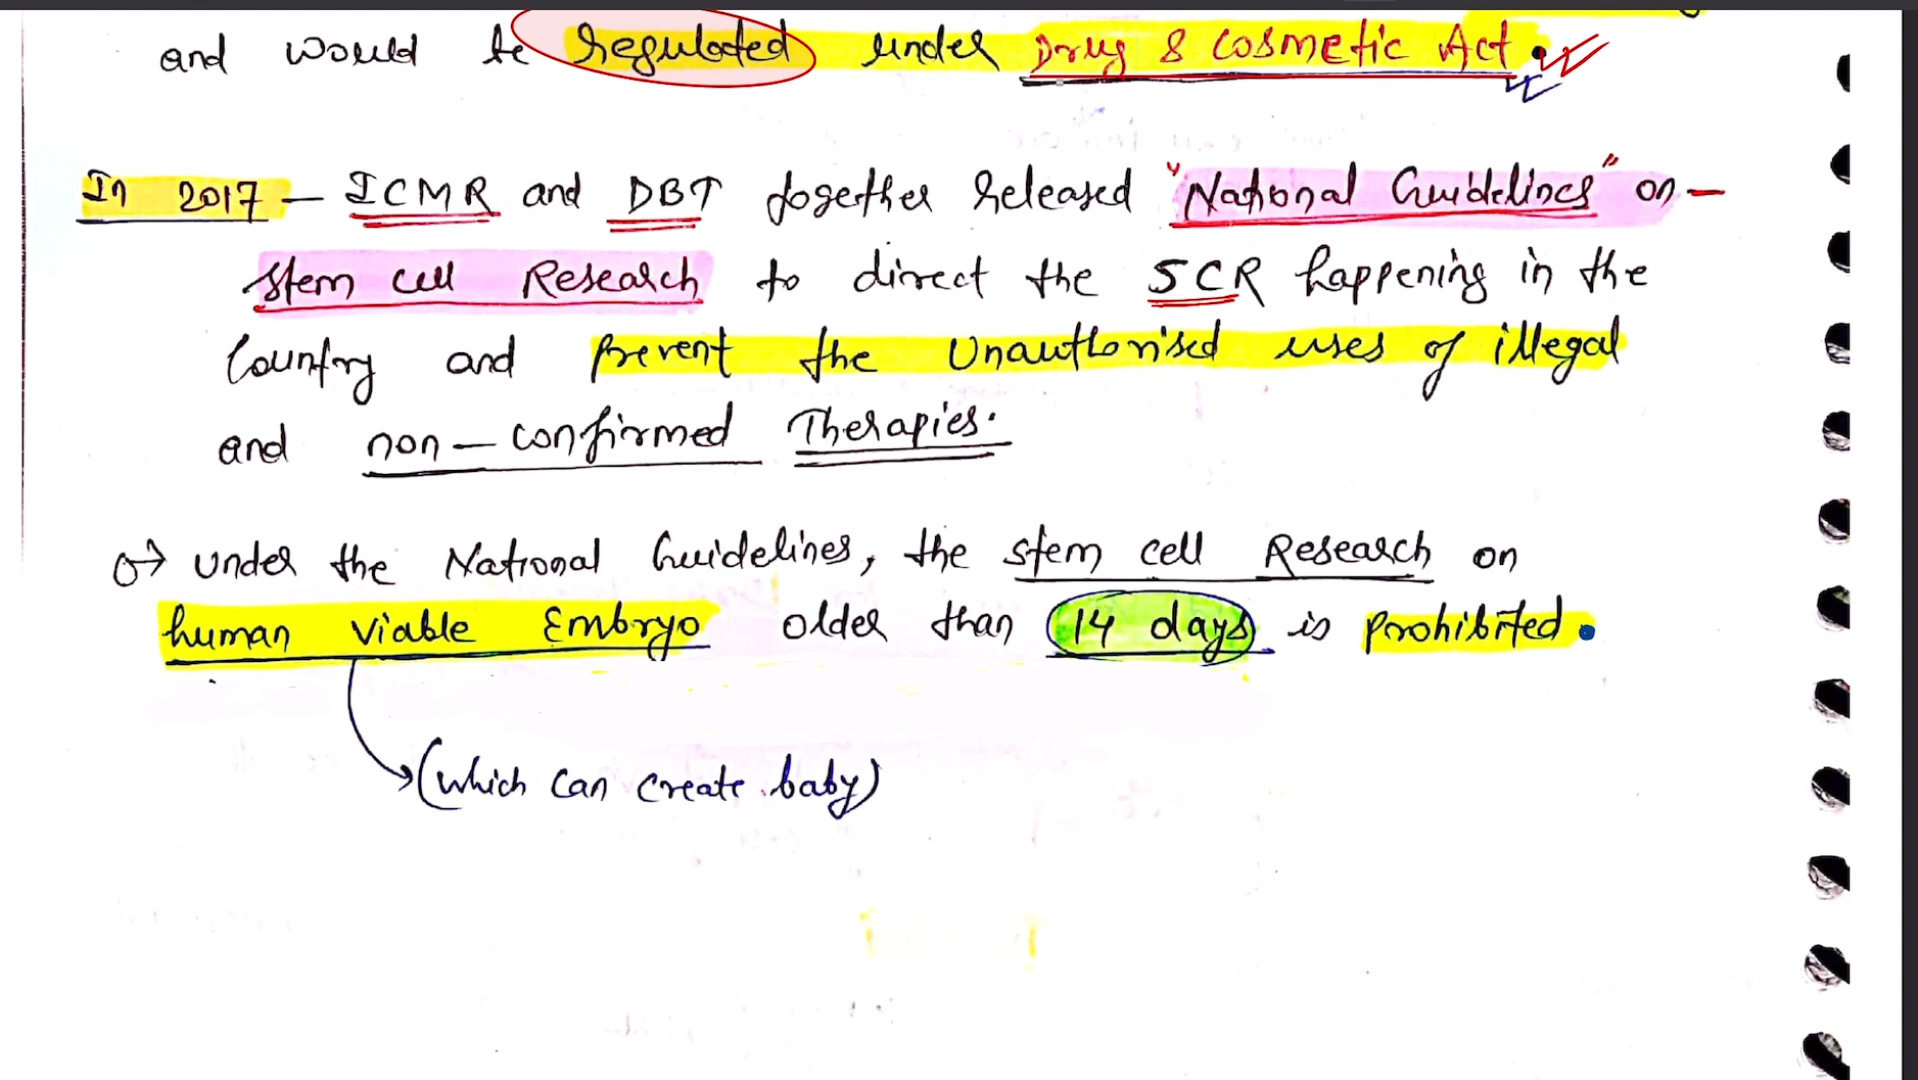 and would be regulated under Drug & Cosmetic Act.
In 2017 – ICMR and DBT together released "National Guidelines" on –
stem cell Research to direct the SCR happening in the
Country and prevent the Unauthorised uses of illegal
and non – confirmed Therapies.
→ under the National Guidelines, the stem cell Research on
human viable Embryo older than 14 days is prohibited.
(which can create baby)